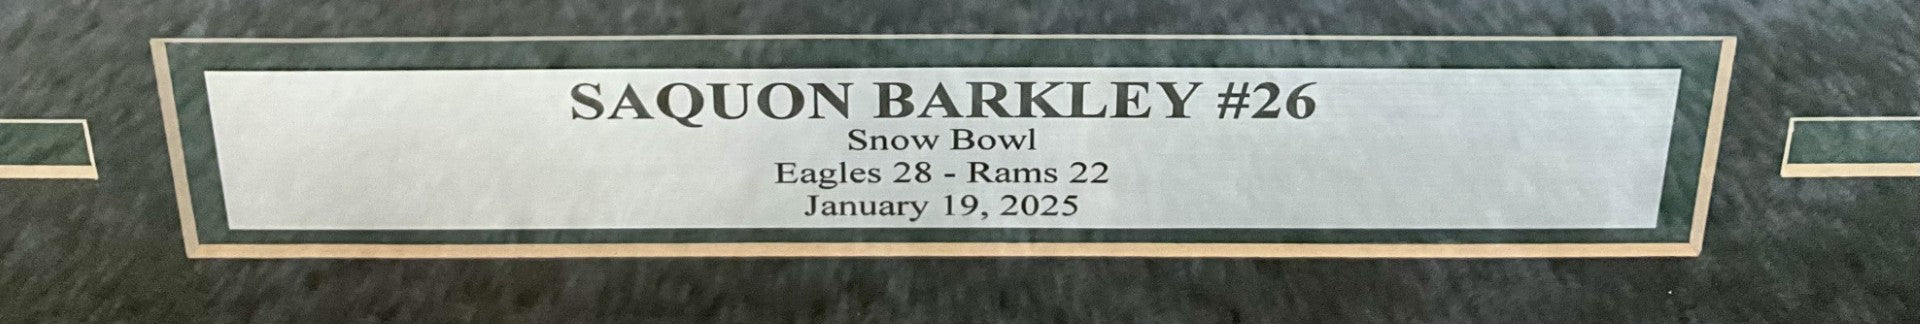 SAQUON BARKLEY #26
Snow Bowl
Eagles 28 - Rams 22
January 19, 2025